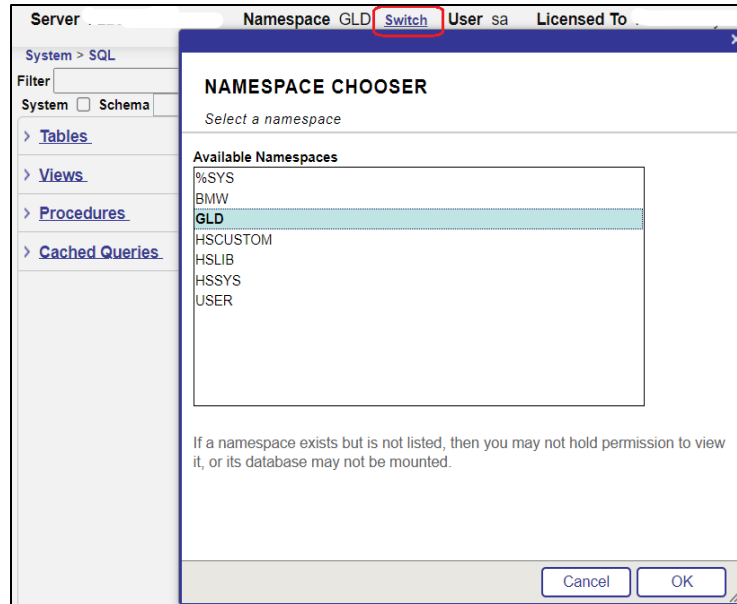 Server Namespace GLD Switch User sa Licensed To
System > SQL
Filter
System Schema
Tables
Views
Procedures
Cached Queries
NAMESPACE CHOOSER
Select a namespace
Available Namespaces
%SYS
BMW
GLD
HSCUSTOM
HSLIB
HSSYS
USER
If a namespace exists but is not listed, then you may not hold permission to view
it, or its database may not be mounted.
Cancel OK